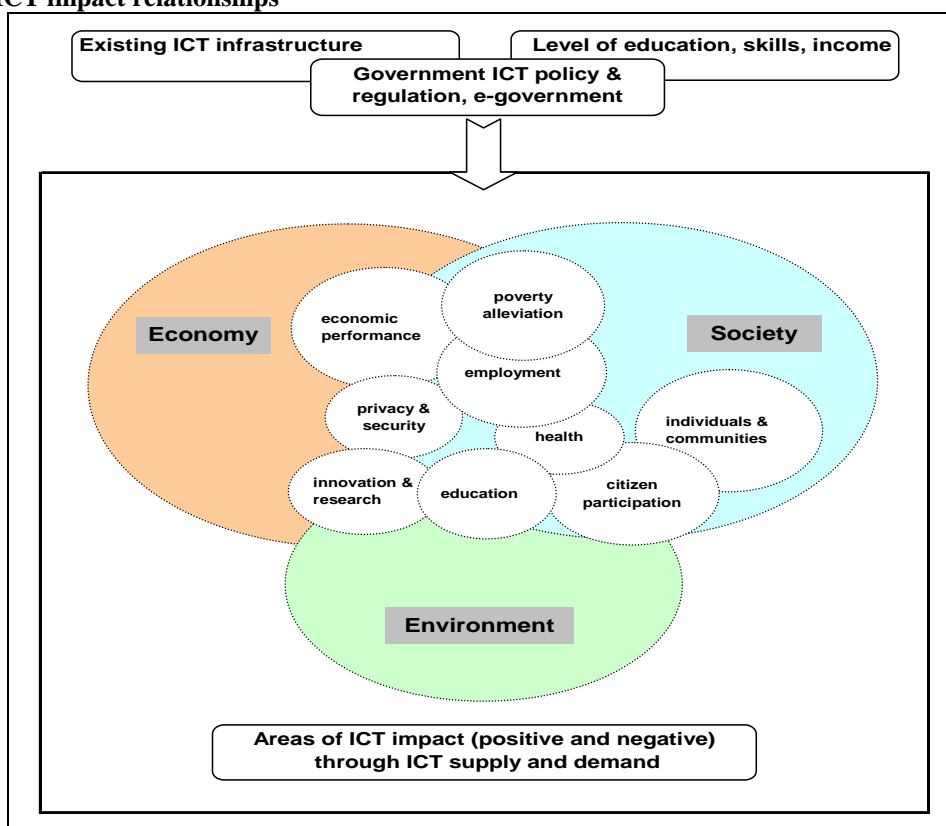 ICT impact relationships
Existing ICT infrastructure
Level of education, skills, income
Government ICT policy &
regulation, e-government
poverty
alleviation
economic
performance
Economy
Society
employment
privacy &
security
individuals &
communities
health
innovation &
research
education
citizen
participation
Environment
Areas of ICT impact (positive and negative)
through ICT supply and demand